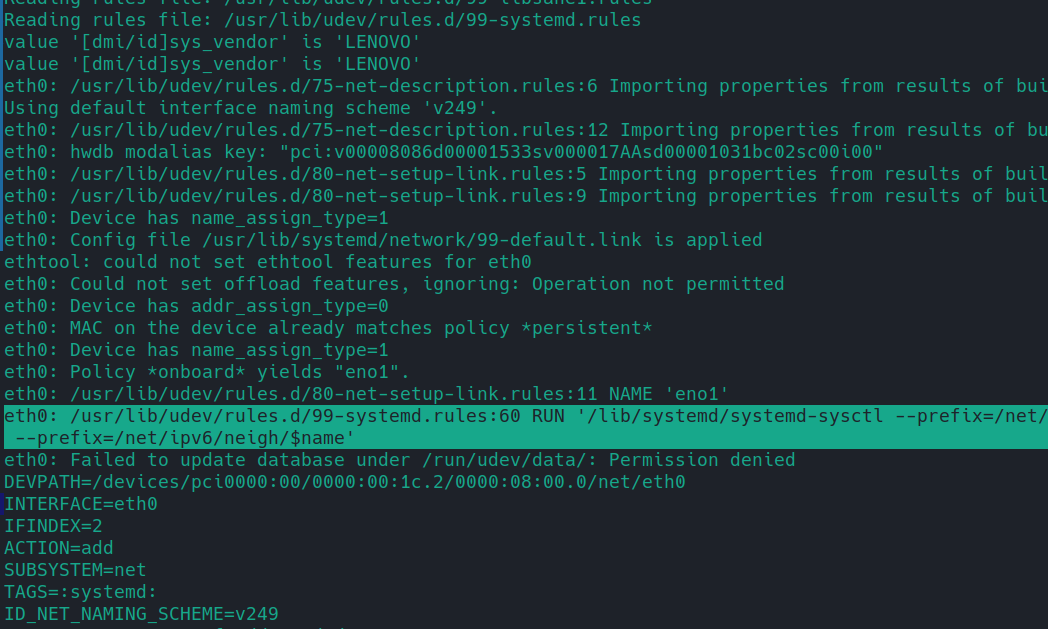 Reading rules file: /usr/lib/udev/rules.d/99-libsane1.rules
Reading rules file: /usr/lib/udev/rules.d/99-systemd.rules
value '[dmi/id]sys_vendor' is 'LENOVO'
value '[dmi/id]sys_vendor' is 'LENOVO'
eth0: /usr/lib/udev/rules.d/75-net-description.rules:6 Importing properties from results of bui
Using default interface naming scheme 'v249'.
eth0: /usr/lib/udev/rules.d/75-net-description.rules:12 Importing properties from results of bu
eth0: hwdb modalias key: "pci:v00008086d00001533sv000017AAsd00001031bc02sc00i00"
eth0: /usr/lib/udev/rules.d/80-net-setup-link.rules:5 Importing properties from results of buil
eth0: /usr/lib/udev/rules.d/80-net-setup-link.rules:9 Importing properties from results of buil
eth0: Device has name_assign_type=1
eth0: Config file /usr/lib/systemd/network/99-default.link is applied
ethtool: could not set ethtool features for eth0
eth0: Could not set offload features, ignoring: Operation not permitted
eth0: Device has addr_assign_type=0
eth0: MAC on the device already matches policy *persistent*
eth0: Device has name_assign_type=1
eth0: Policy *onboard* yields "eno1".
eth0: /usr/lib/udev/rules.d/80-net-setup-link.rules:11 NAME 'eno1'
eth0: /usr/lib/udev/rules.d/99-systemd.rules:60 RUN '/lib/systemd/systemd-sysctl --prefix=/net/
--prefix=/net/ipv6/neigh/$name'
eth0: Failed to update database under /run/udev/data/: Permission denied
DEVPATH=/devices/pci0000:00/0000:00:1c.2/0000:08:00.0/net/eth0
INTERFACE=eth0
IFINDEX=2
ACTION=add
SUBSYSTEM=net
TAGS=:systemd:
ID_NET_NAMING_SCHEME=v249